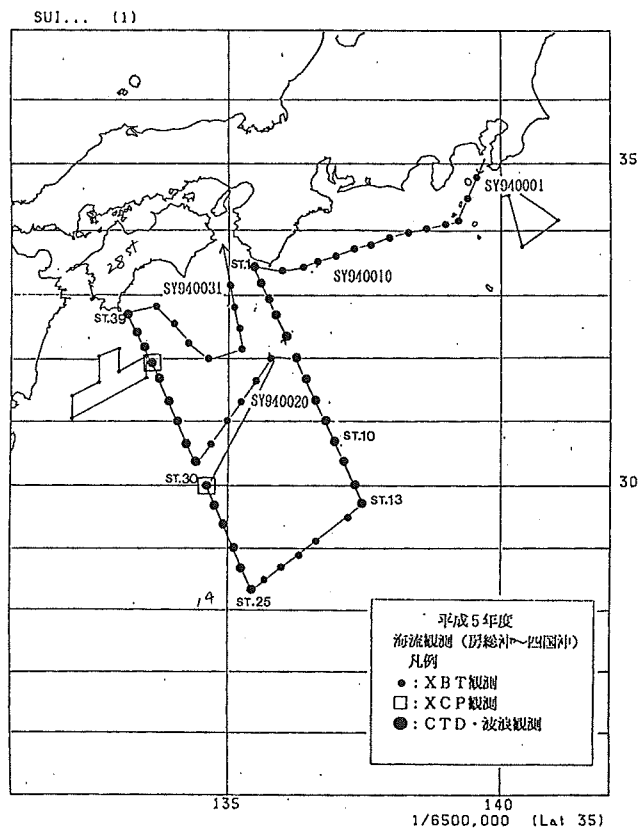 SUI... (1)
35
SY940001
ST.1
28st
SY940010
SY940031
ST.39
SY940020
ST.10
ST.30
30
ST.13
19
ST.25
平成5年度
海流観測 (房総沖～四国沖)
凡例
• : XBT観測
□ : XCP観測
● : CTD・波浪観測
135
140
1/6500,000 (Lat 35)